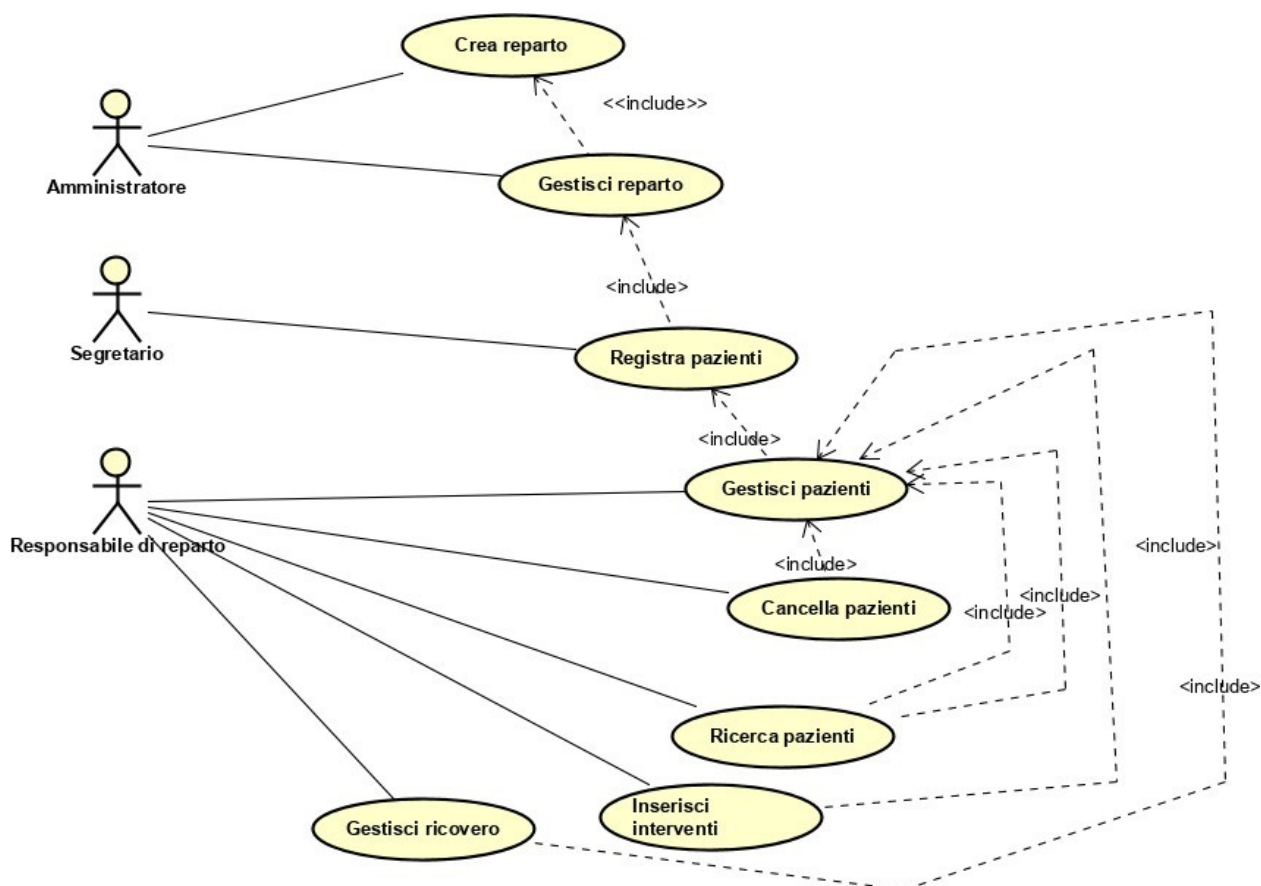 Crea reparto
<<include>>
Amministratore
Gestisci reparto
<include>
Segretario
Registra pazienti
<include>
Gestisci pazienti
Responsabile di reparto
<include>
<include>
Cancella pazienti
<include>
<include>
<include>
Ricerca pazienti
Inserisci
interventi
Gestisci ricovero